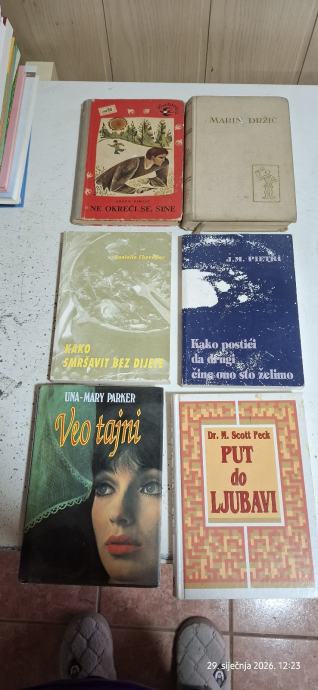 NE OKREĆI SE, SINE
MARIN DRŽIĆ
KAKO
SMRŠAVIT BEZ DIJETE
J.M. PIETRI
Kako postići
da drugi
čine ono što želimo
UNA-MARY PARKER
Veo tajni
Dr. M. Scott Peck
PUT
do
LJUBAVI
29. siječnja 2026. 12:23